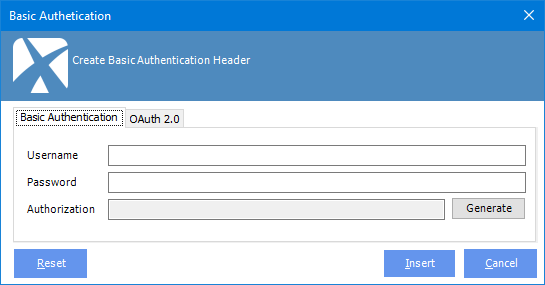 Basic Authetication
Create Basic Authentication Header
Basic Authentication OAuth 2.0
Username
Password
Authorization Generate
Reset Insert Cancel